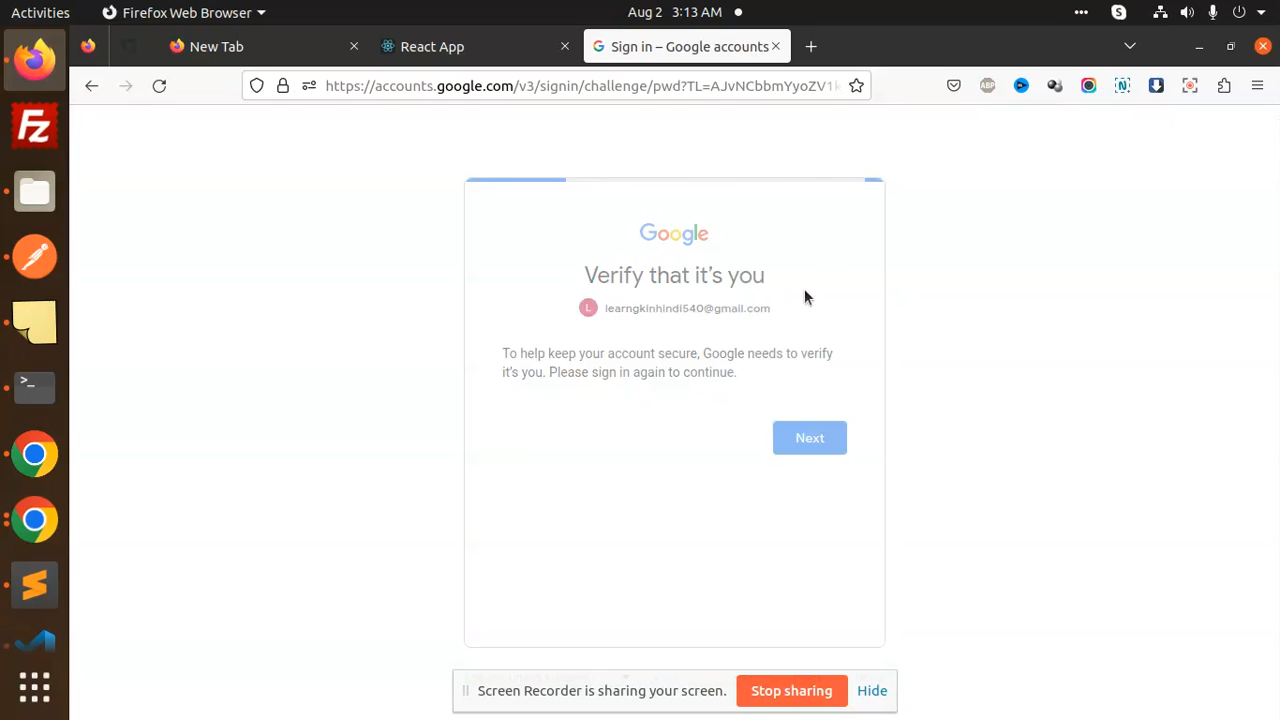 Activities
Firefox Web Browser
Aug 2 3:13 AM
New Tab
React App
Sign in – Google accounts
https://accounts.google.com/v3/signin/challenge/pwd?TL=AJvNCbbmYyoZV1
Google
Verify that it's you
L
learngkinhindi540@gmail.com
To help keep your account secure, Google needs to verify
it's you. Please sign in again to continue.
Next
Screen Recorder is sharing your screen.
Stop sharing
Hide